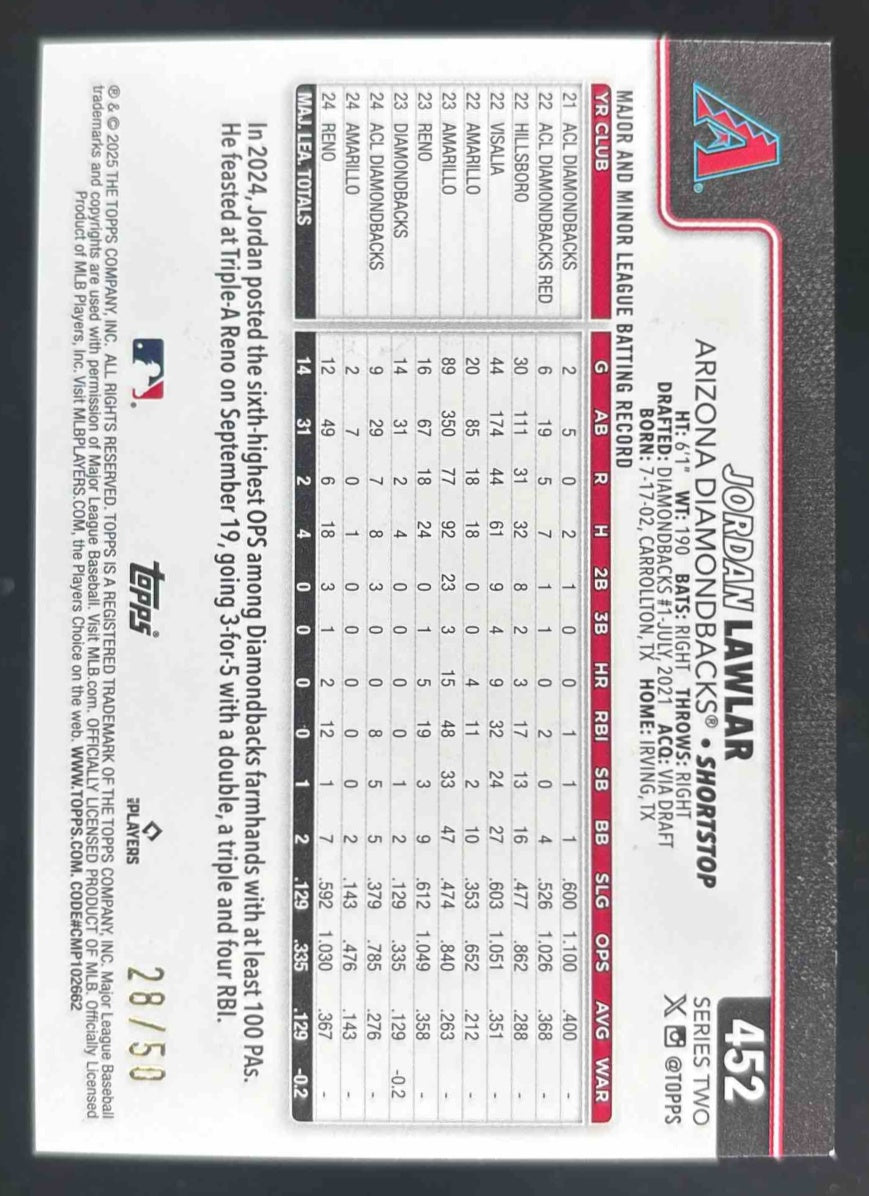 452
SERIES TWO
X @TOPPS
JORDAN LAWLAR
ARIZONA DIAMONDBACKS® • SHORTSTOP
HT: 6'1" WT: 190 BATS: RIGHT THROWS: RIGHT
DRAFTED: DIAMONDBACKS #1-JULY, 2021 ACQ: VIA DRAFT
BORN: 7-17-02, CARROLLTON, TX HOME: IRVING, TX
MAJOR AND MINOR LEAGUE BATTING RECORD
YR CLUB G AB R H 2B 3B HR RBI SB BB SLG OPS AVG WAR
21 ACL DIAMONDBACKS 2 5 0 2 1 0 0 1 1 1 .600 1.100 .400 -
22 ACL DIAMONDBACKS RED 6 19 5 7 1 1 0 2 0 4 .526 1.026 .368 -
22 HILLSBORO 30 111 31 32 8 2 3 17 13 16 .477 .862 .288 -
22 VISALIA 44 174 44 61 9 4 9 32 24 27 .603 1.051 .351 -
22 AMARILLO 20 85 18 18 0 0 4 11 2 10 .353 .652 .212 -
23 AMARILLO 89 350 77 92 23 3 15 48 33 47 .474 .840 .263 -
23 RENO 16 67 18 24 0 1 5 19 3 9 .612 1.049 .358 -
23 DIAMONDBACKS 14 31 2 4 0 0 0 0 1 2 .129 .335 .129 -0.2
24 ACL DIAMONDBACKS 9 29 7 8 3 0 0 8 5 5 .379 .785 .276 -
24 AMARILLO 2 7 0 1 0 0 0 0 0 2 .143 .476 .143 -
24 RENO 12 49 6 18 3 1 2 12 1 7 .592 1.030 .367 -
MAJ. LEA. TOTALS 14 31 2 4 0 0 0 0 1 2 .129 .335 .129 -0.2
In 2024, Jordan posted the sixth-highest OPS among Diamondbacks farmhands with at least 100 PAs.
He feasted at Triple-A Reno on September 19, going 3-for-5 with a double, a triple and four RBI.
topps®
PLAYERS
28/50
® & © 2025 THE TOPPS COMPANY, INC. ALL RIGHTS RESERVED. TOPPS IS A REGISTERED TRADEMARK OF THE TOPPS COMPANY, INC. Major League Baseball
trademarks and copyrights are used with permission of Major League Baseball. Visit MLB.com. OFFICIALLY LICENSED PRODUCT OF MLB. Officially Licensed
Product of MLB Players, Inc. Visit MLBPLAYERS.COM, the Players Choice on the web. WWW.TOPPS.COM. CODE#CMP102662